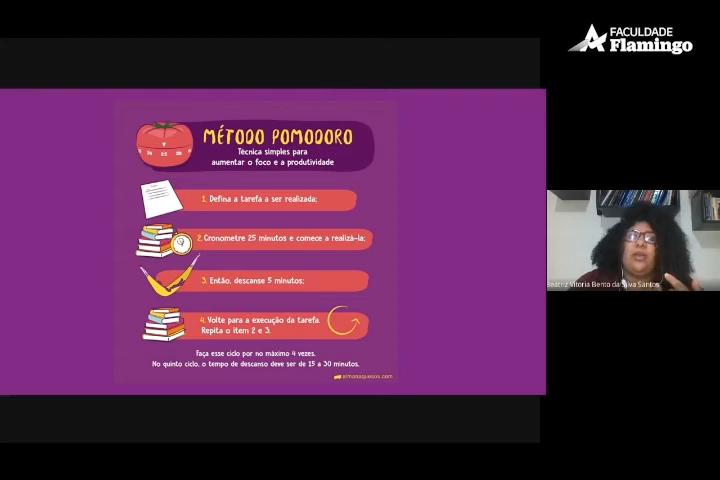 FACULDADE
Flamingo
MÉTODO POMODORO
Técnica simples para
aumentar o foco e a produtividade
1. Defina a tarefa a ser realizada;
2. Cronometre 25 minutos e comece a realizá-la;
3. Então, descanse 5 minutos;
4. Volte para a execução da tarefa.
Repita o item 2 e 3.
Faça esse ciclo por no máximo 4 vezes.
No quinto ciclo, o tempo de descanso deve ser de 15 a 30 minutos.
Beatriz Vitoria Bento da Silva Santos